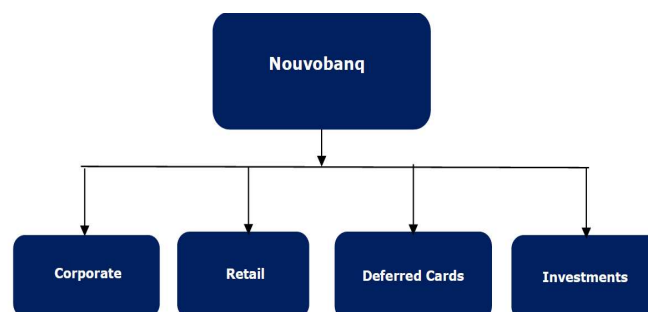 Nouvobanq
Corporate
Retail
Deferred Cards
Investments